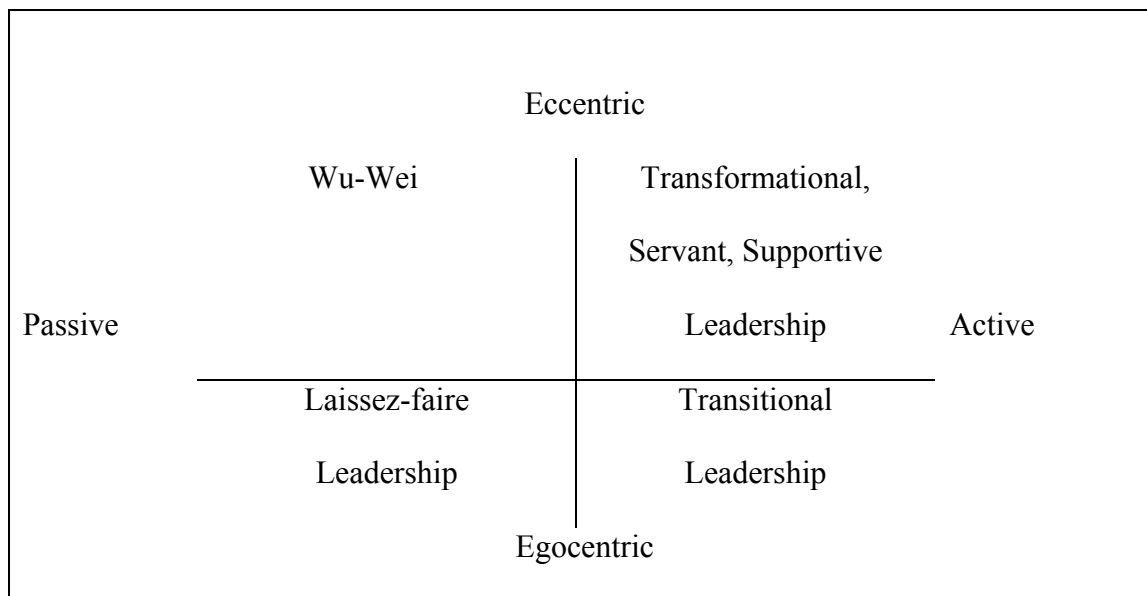 Eccentric
Wu-Wei
Transformational,
Servant, Supportive
Leadership
Passive
Active
Laissez-faire
Leadership
Transitional
Leadership
Egocentric